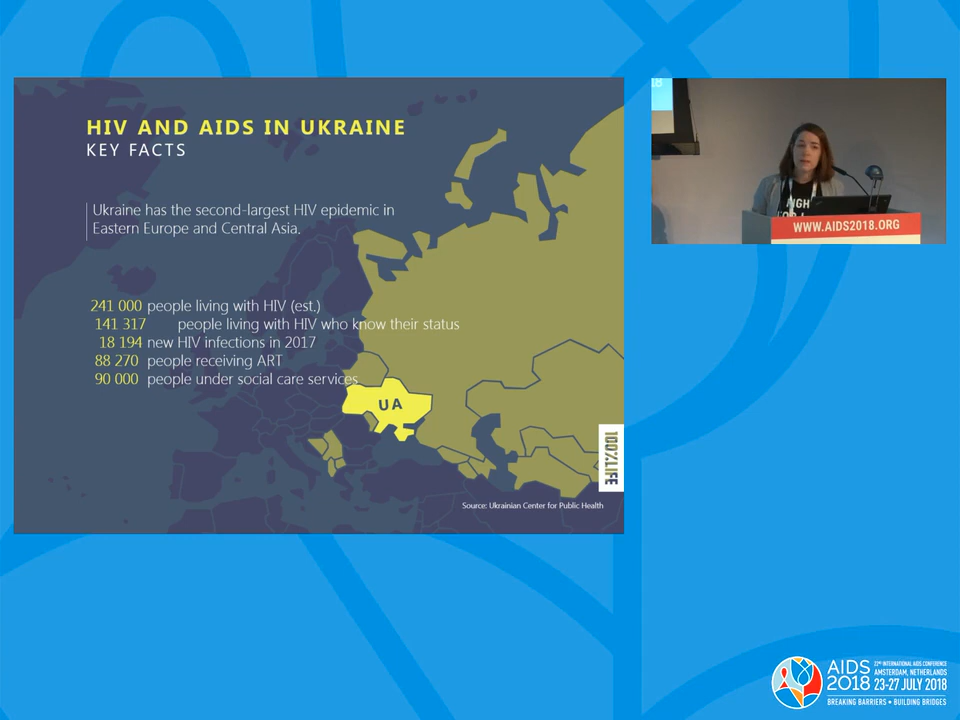 HIV AND AIDS IN UKRAINE
KEY FACTS
Ukraine has the second-largest HIV epidemic in
Eastern Europe and Central Asia.
241 000 people living with HIV (est.)
141 317 people living with HIV who know their status
18 194 new HIV infections in 2017
88 270 people receiving ART
90 000 people under social care services
UA
100% LIFE
Source: Ukrainian Center for Public Health
18
WWW.AIDS2018.ORG
AIDS 2018
22ND INTERNATIONAL AIDS CONFERENCE
AMSTERDAM, NETHERLANDS
23-27 JULY 2018
BREAKING BARRIERS • BUILDING BRIDGES